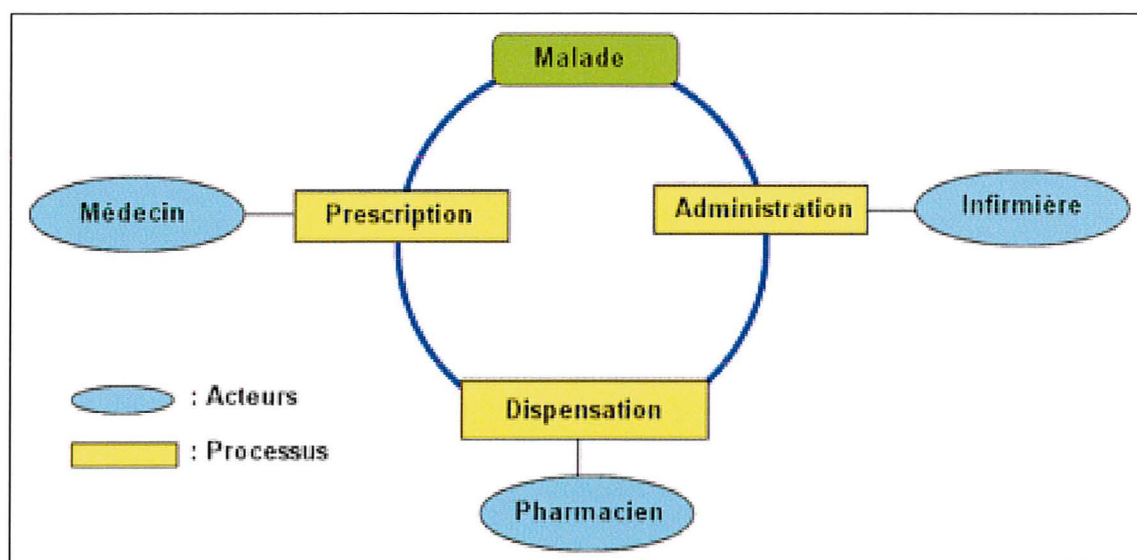 Malade
Médecin
Prescription
Administration
Infirmière
: Acteurs
Dispensation
: Processus
Pharmacien